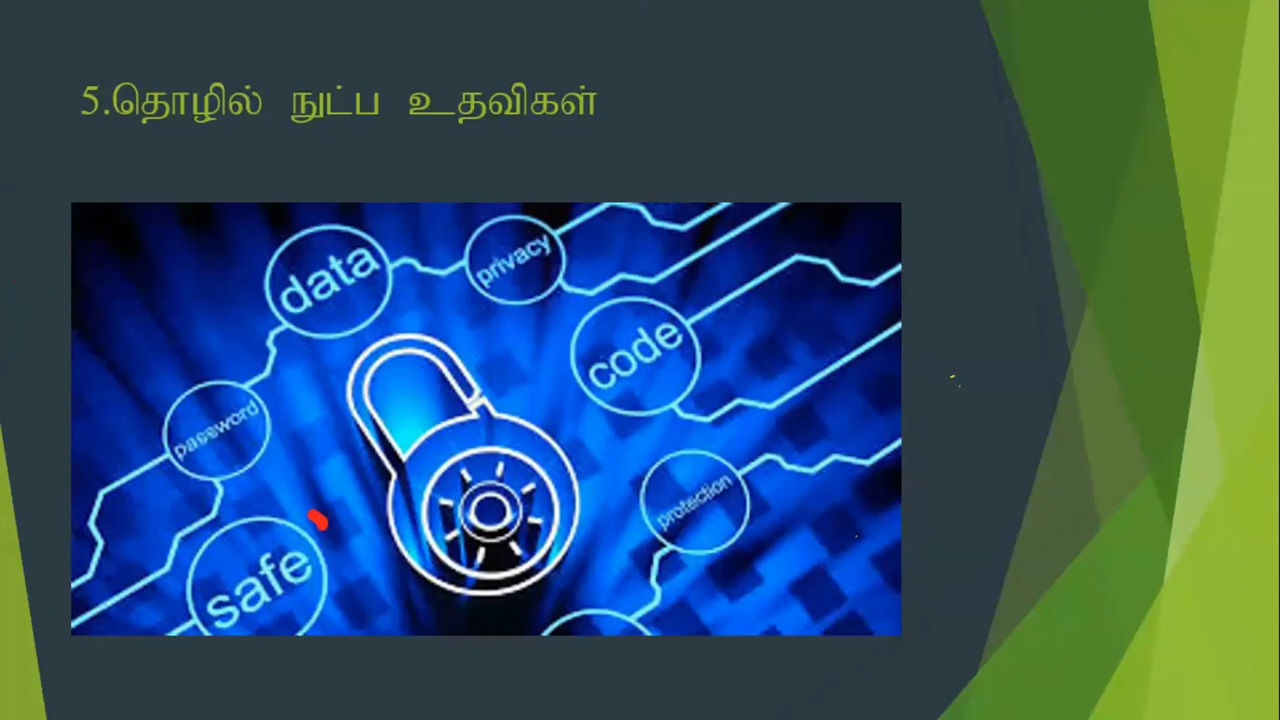 5.தொழில் நுட்ப உதவிகள்
data
privacy
code
password
protection
safe